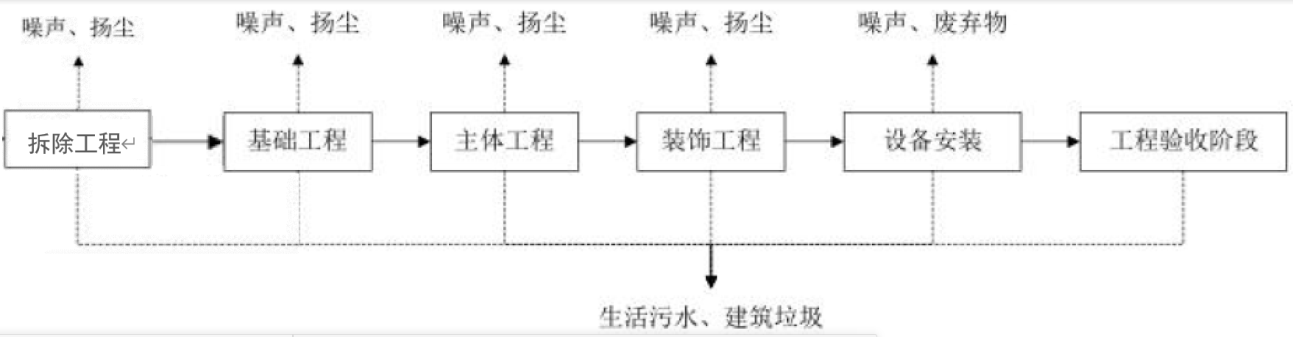 噪声、扬尘
噪声、扬尘
噪声、扬尘
噪声、扬尘
噪声、废弃物
拆除工程
基础工程
主体工程
装饰工程
设备安装
工程验收阶段
生活污水、建筑垃圾